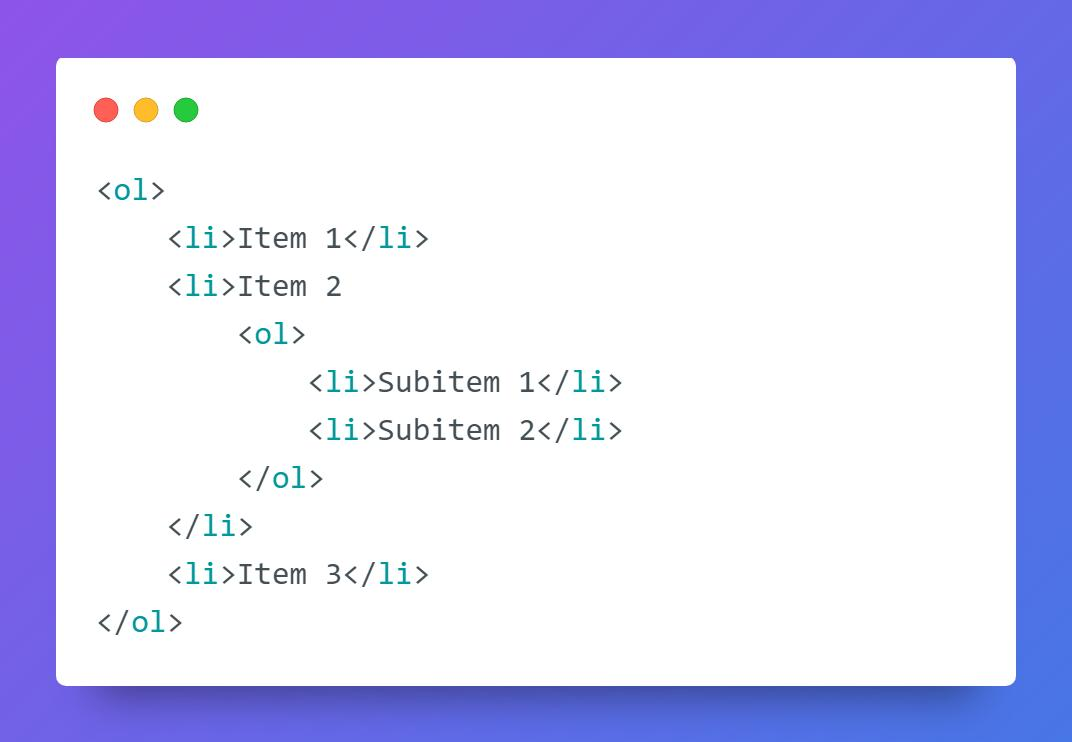 <ol>
    <li>Item 1</li>
    <li>Item 2
        <ol>
            <li>Subitem 1</li>
            <li>Subitem 2</li>
        </ol>
    </li>
    <li>Item 3</li>
</ol>